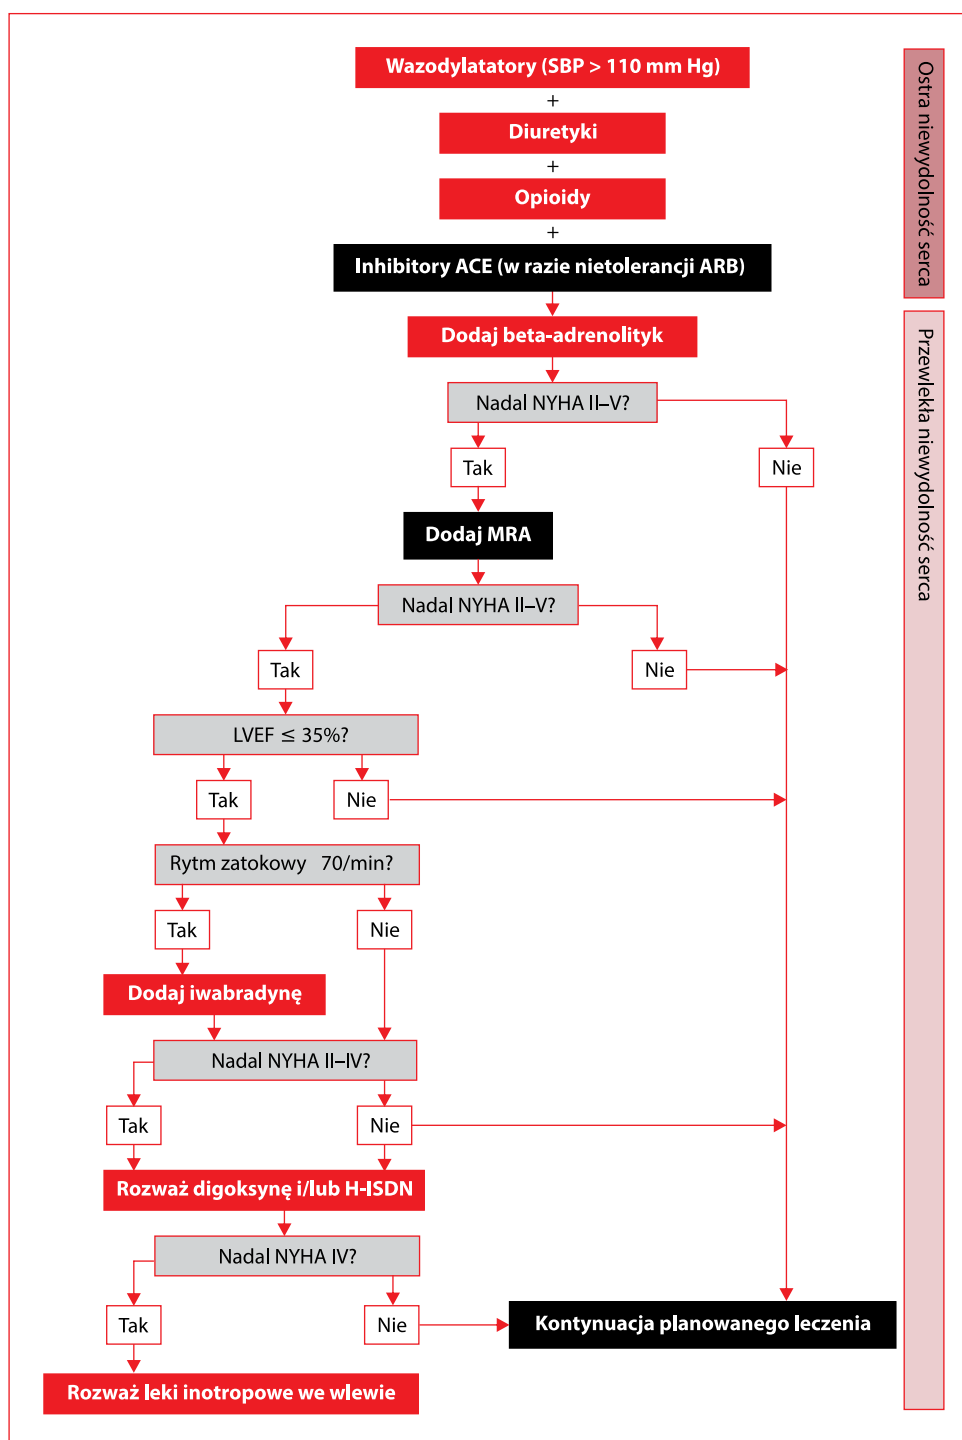 Wazodylatatory (SBP > 110 mm Hg)
+
Diuretyki
+
Opioidy
+
Inhibitory ACE (w razie nietolerancji ARB)
Dodaj beta-adrenolityk
Nadal NYHA II–V?
Tak
Nie
Dodaj MRA
Nadal NYHA II–V?
Tak
Nie
LVEF ≤ 35%?
Tak
Nie
Rytm zatokowy 70/min?
Tak
Nie
Dodaj iwabradynę
Nadal NYHA II–IV?
Tak
Nie
Rozważ digoksynę i/lub H-ISDN
Nadal NYHA IV?
Tak
Nie
Kontynuacja planowanego leczenia
Rozważ leki inotropowe we wlewie
Ostra niewydolność serca
Przewlekła niewydolność serca